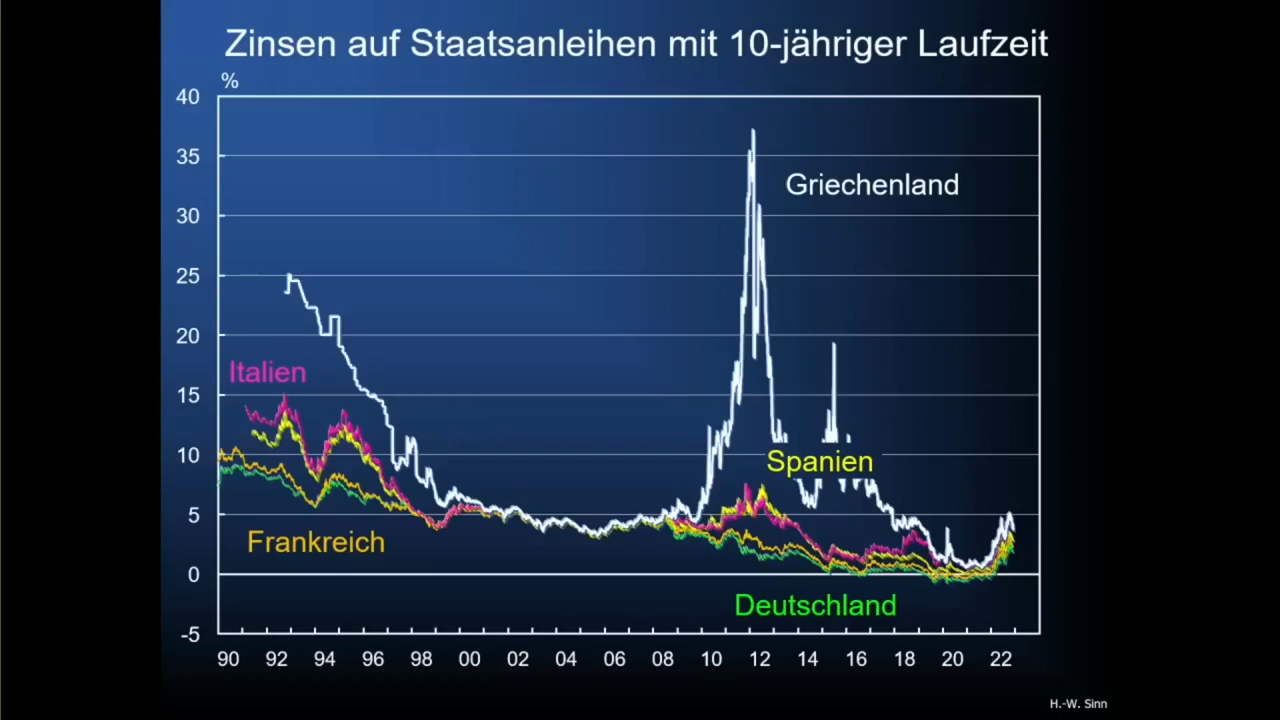 Zinsen auf Staatsanleihen mit 10-jähriger Laufzeit
%
40
35
Griechenland
30
25
20
Italien
15
10
Spanien
5
Frankreich
0
Deutschland
-5
90 92 94 96 98 00 02 04 06 08 10 12 14 16 18 20 22
H.-W. Sinn